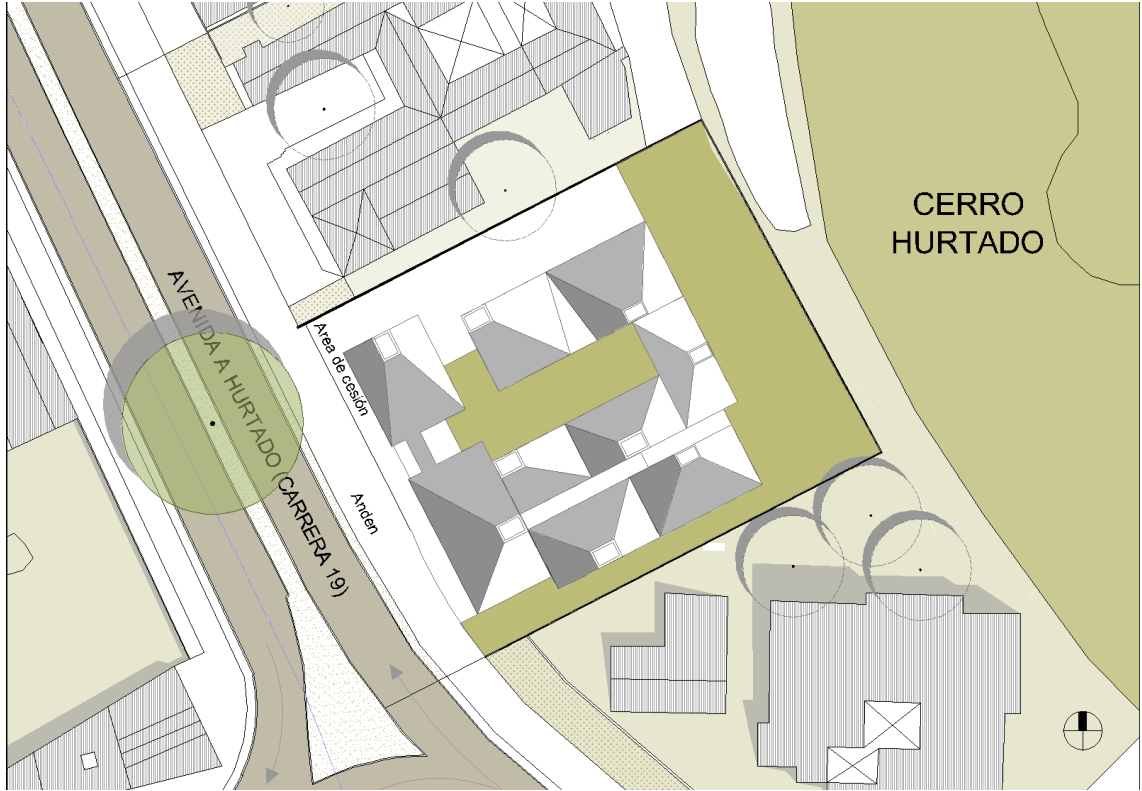 CERRO
HURTADO
AVENIDA A HURTADO (CARRERA 19)
Area de cesión
Anden